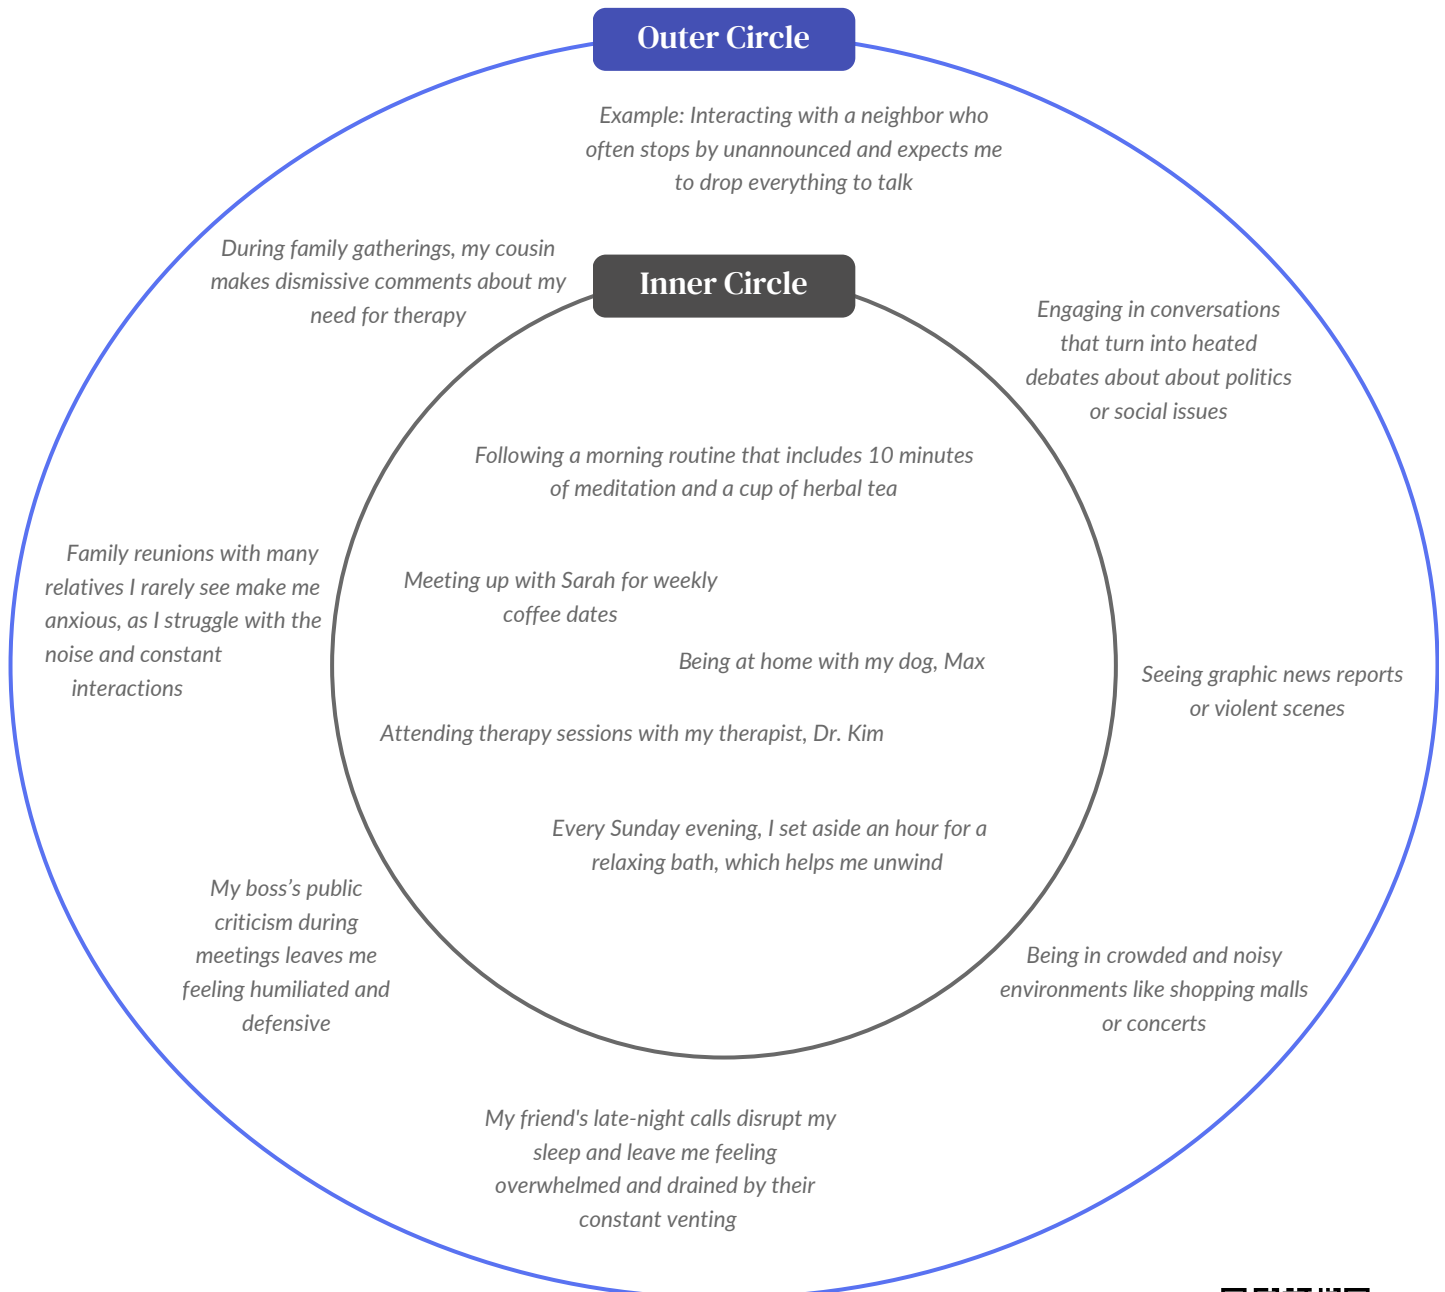 Outer Circle
Example: Interacting with a neighbor who
often stops by unannounced and expects me
to drop everything to talk
During family gatherings, my cousin
makes dismissive comments about my
need for therapy
Inner Circle
Engaging in conversations
that turn into heated
debates about about politics
or social issues
Following a morning routine that includes 10 minutes
of meditation and a cup of herbal tea
Family reunions with many
relatives I rarely see make me
anxious, as I struggle with the
noise and constant
interactions
Meeting up with Sarah for weekly
coffee dates
Being at home with my dog, Max
Seeing graphic news reports
or violent scenes
Attending therapy sessions with my therapist, Dr. Kim
Every Sunday evening, I set aside an hour for a
relaxing bath, which helps me unwind
My boss’s public
criticism during
meetings leaves me
feeling humiliated and
defensive
Being in crowded and noisy
environments like shopping malls
or concerts
My friend's late-night calls disrupt my
sleep and leave me feeling
overwhelmed and drained by their
constant venting